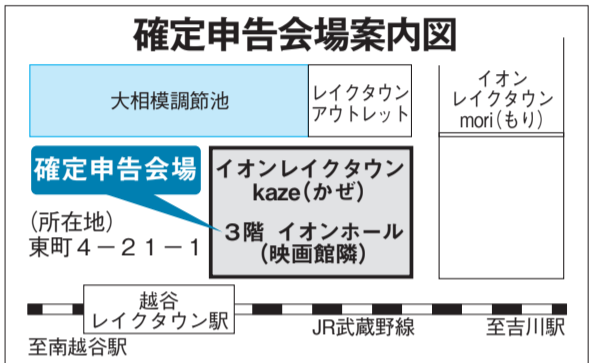 確定申告会場案内図
大相模調節池
レイクタウン
アウトレット
イオン
レイクタウン
mori(もり)
確定申告会場
イオンレイクタウン
kaze(かぜ)
3階 イオンホール
(映画館隣)
(所在地)
東町4－21－1
越谷
レイクタウン駅
至南越谷駅
JR武蔵野線
至吉川駅